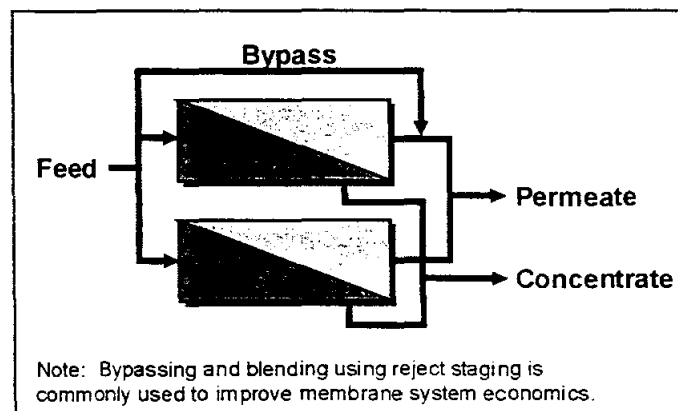 Bypass
Feed
Permeate
Concentrate
Note: Bypassing and blending using reject staging is
commonly used to improve membrane system economics.